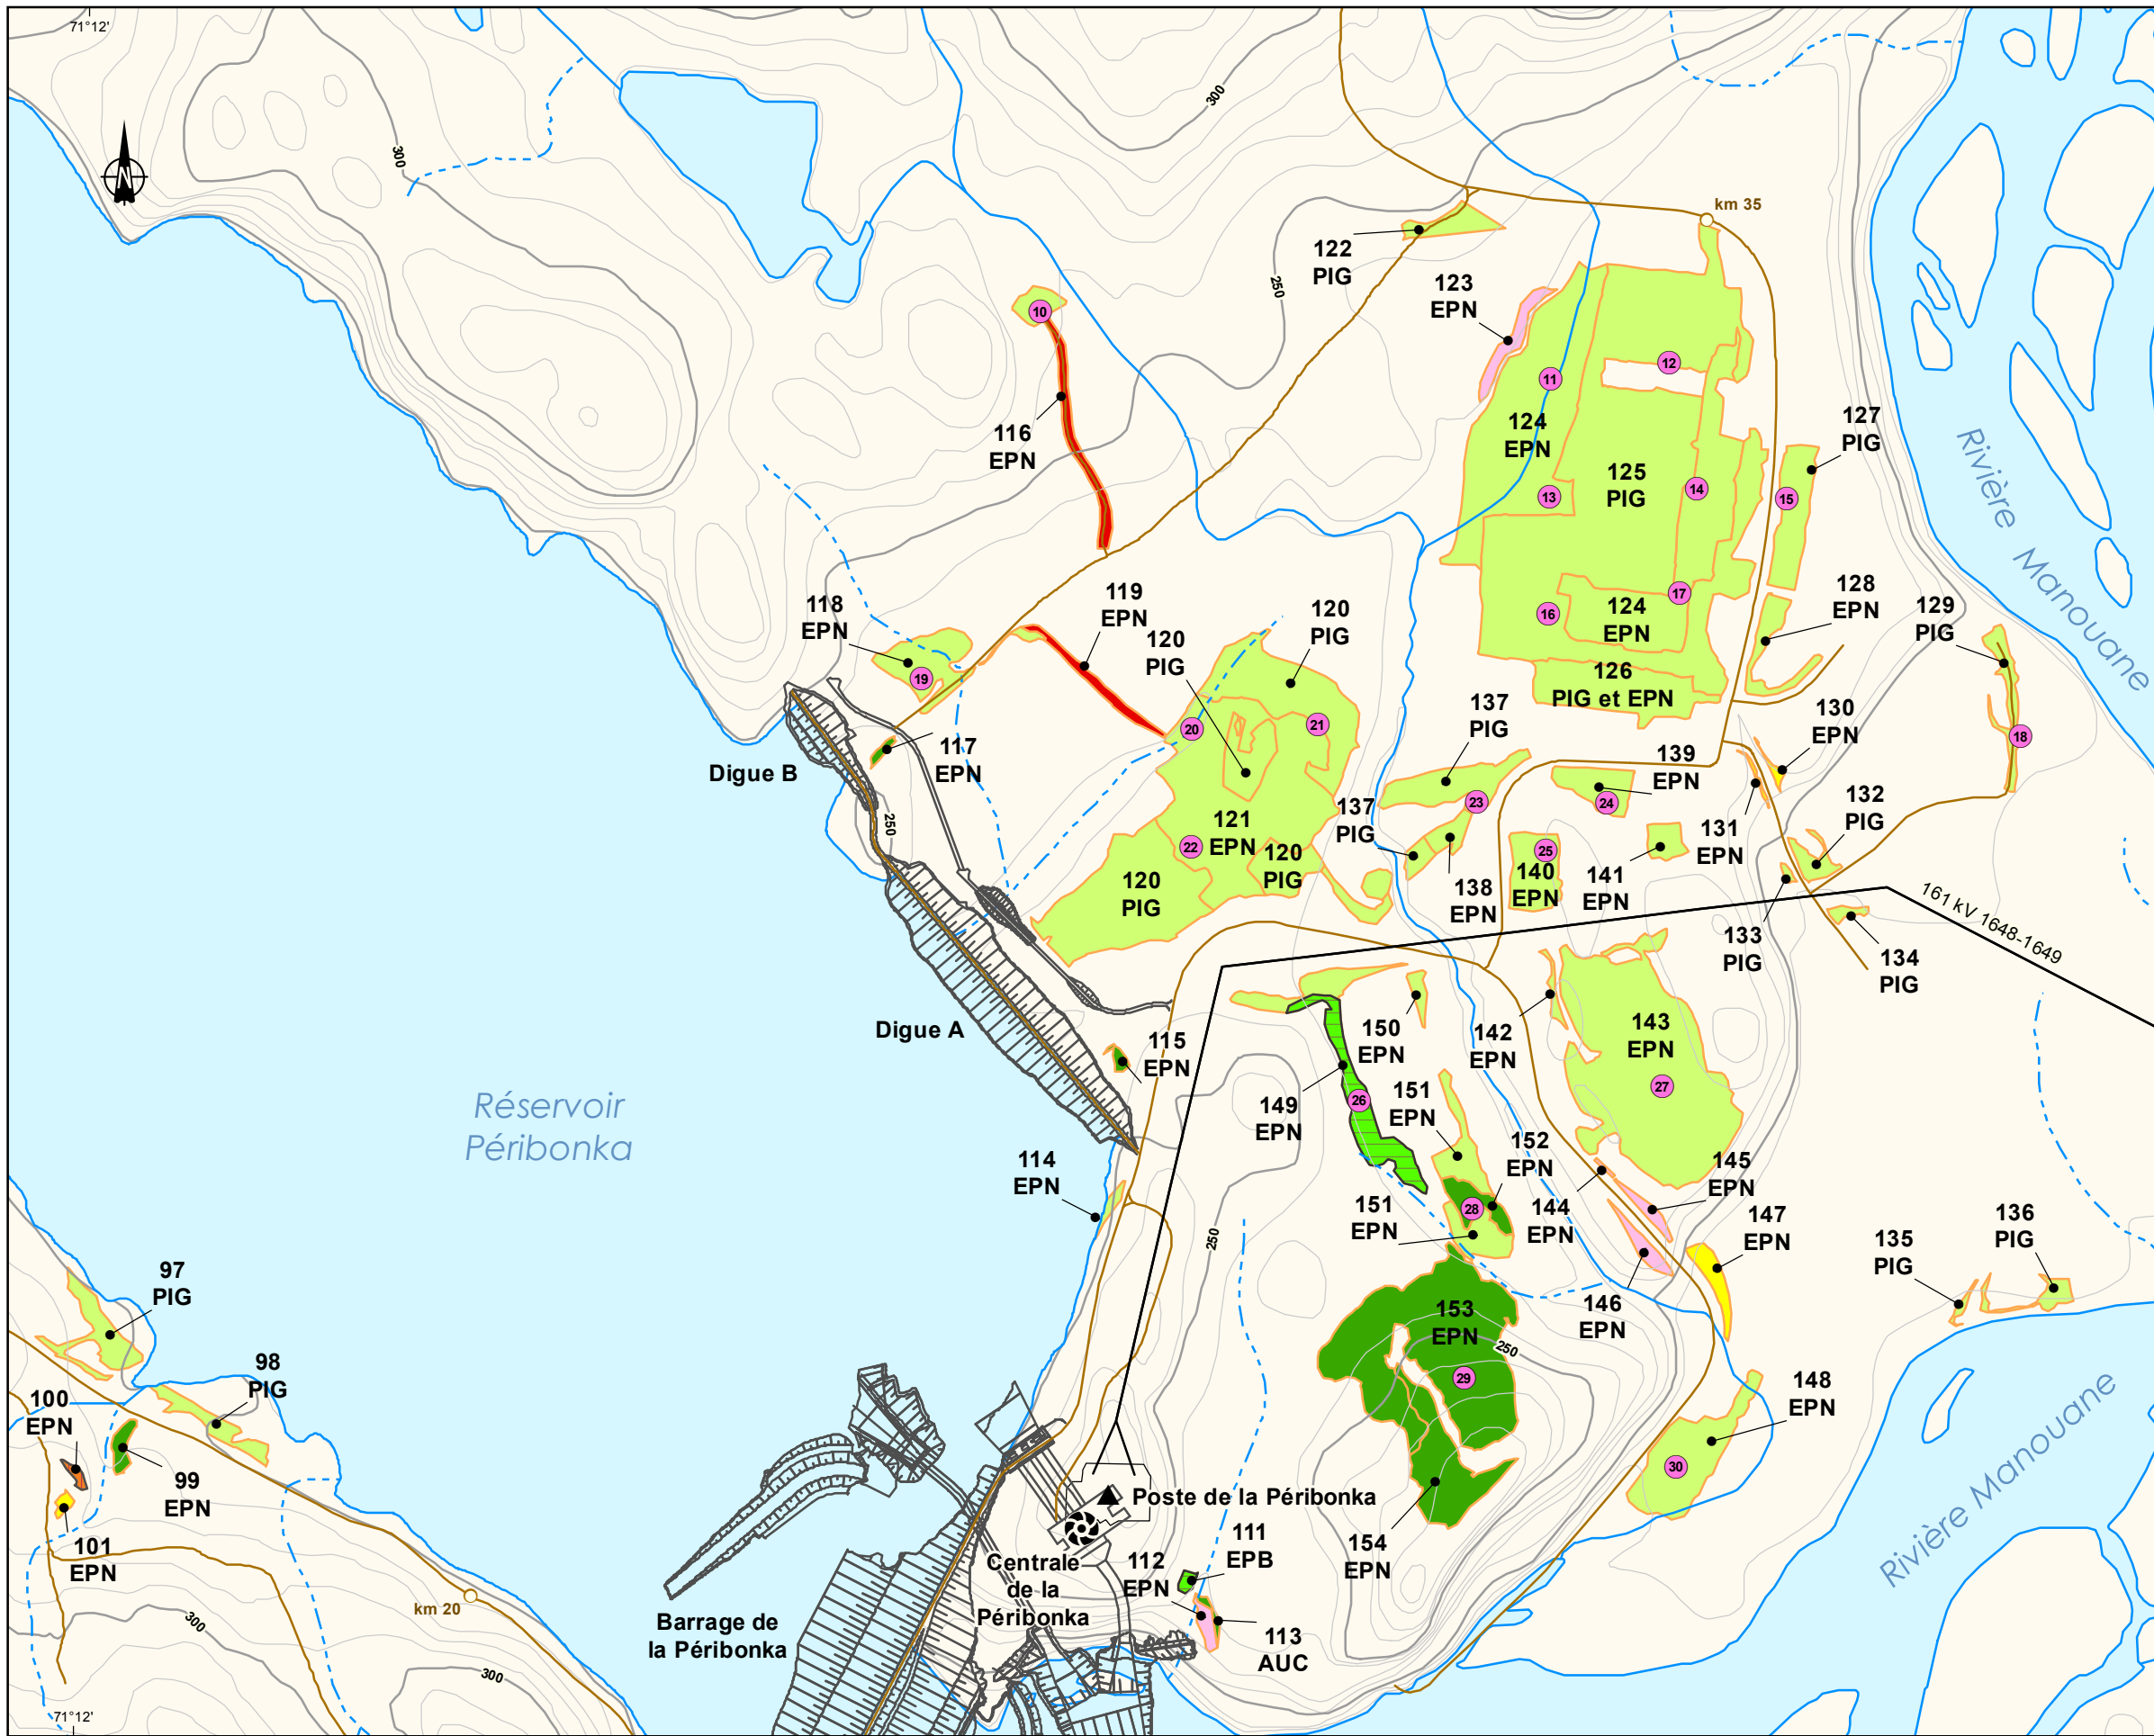 71°12'
N
300
300
250
km 35
122
PIG
123
EPN
10
12
11
116
EPN
124
EPN
127
PIG
125
PIG
13
14
15
Rivière Manouane
118
EPN
119
EPN
120
PIG
120
PIG
16
17
124
EPN
128
EPN
129
PIG
19
126
PIG et EPN
137
PIG
130
EPN
20
21
18
117
EPN
Digue B
139
EPN
23
24
137
PIG
132
PIG
250
121
EPN
22
131
EPN
25
120
PIG
120
PIG
138
EPN
140
EPN
141
EPN
133
PIG
161 kV 1648-1649
134
PIG
Digue A
150
EPN
142
EPN
143
EPN
115
EPN
27
Réservoir
Péribonka
149
EPN
26
151
EPN
152
EPN
145
EPN
114
EPN
28
151
EPN
144
EPN
147
EPN
250
135
PIG
136
PIG
97
PIG
146
EPN
153
EPN
250
98
PIG
29
100
EPN
148
EPN
30
99
EPN
Rivière Manouane
Poste de la Péribonka
101
EPN
154
EPN
111
EPB
112
EPN
Centrale
de la
Péribonka
km 20
300
Barrage de
la Péribonka
113
AUC
300
71°12'